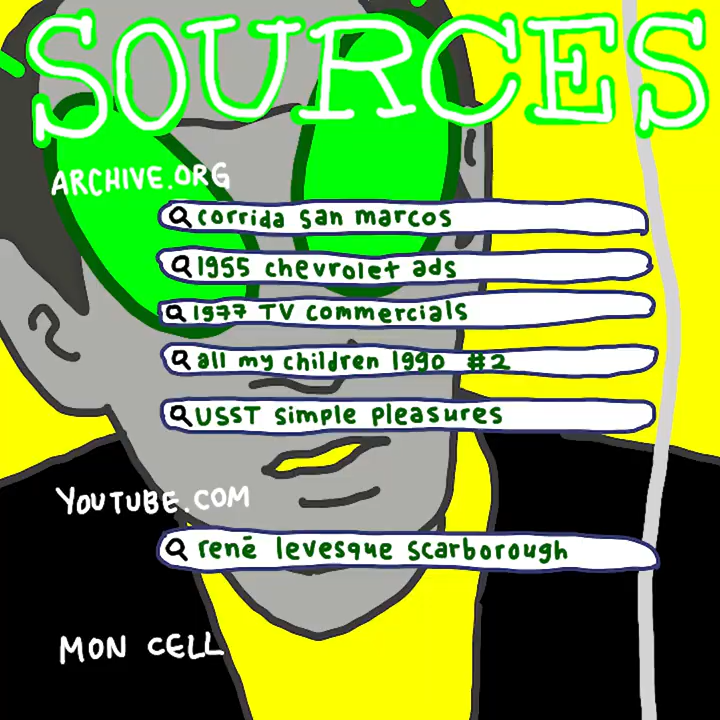 SOURCES
ARCHIVE.ORG
corrida san marcos
1955 chevrolet ads
1977 TV commercials
all my children 1990 #2
USST simple pleasures
YOUTUBE.COM
renē levesque scarborough
MON CELL